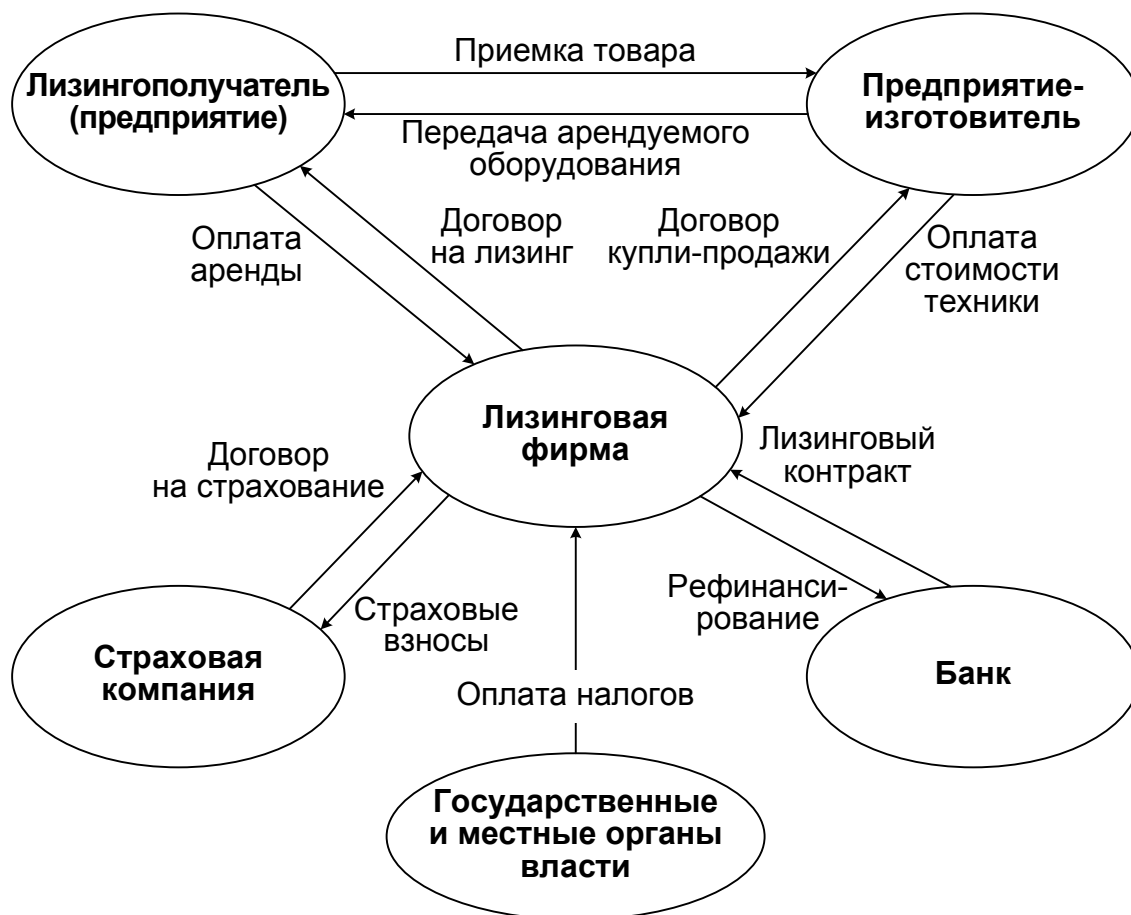 Приемка товара
Лизингополучатель
(предприятие)
Предприятие-
изготовитель
Передача арендуемого
оборудования
Оплата
аренды
Договор
на лизинг
Договор
купли-продажи
Оплата
стоимости
техники
Лизинговая
фирма
Договор
на страхование
Лизинговый
контракт
Страховые
взносы
Рефинанси-
рование
Страховая
компания
Банк
Оплата налогов
Государственные
и местные органы
власти